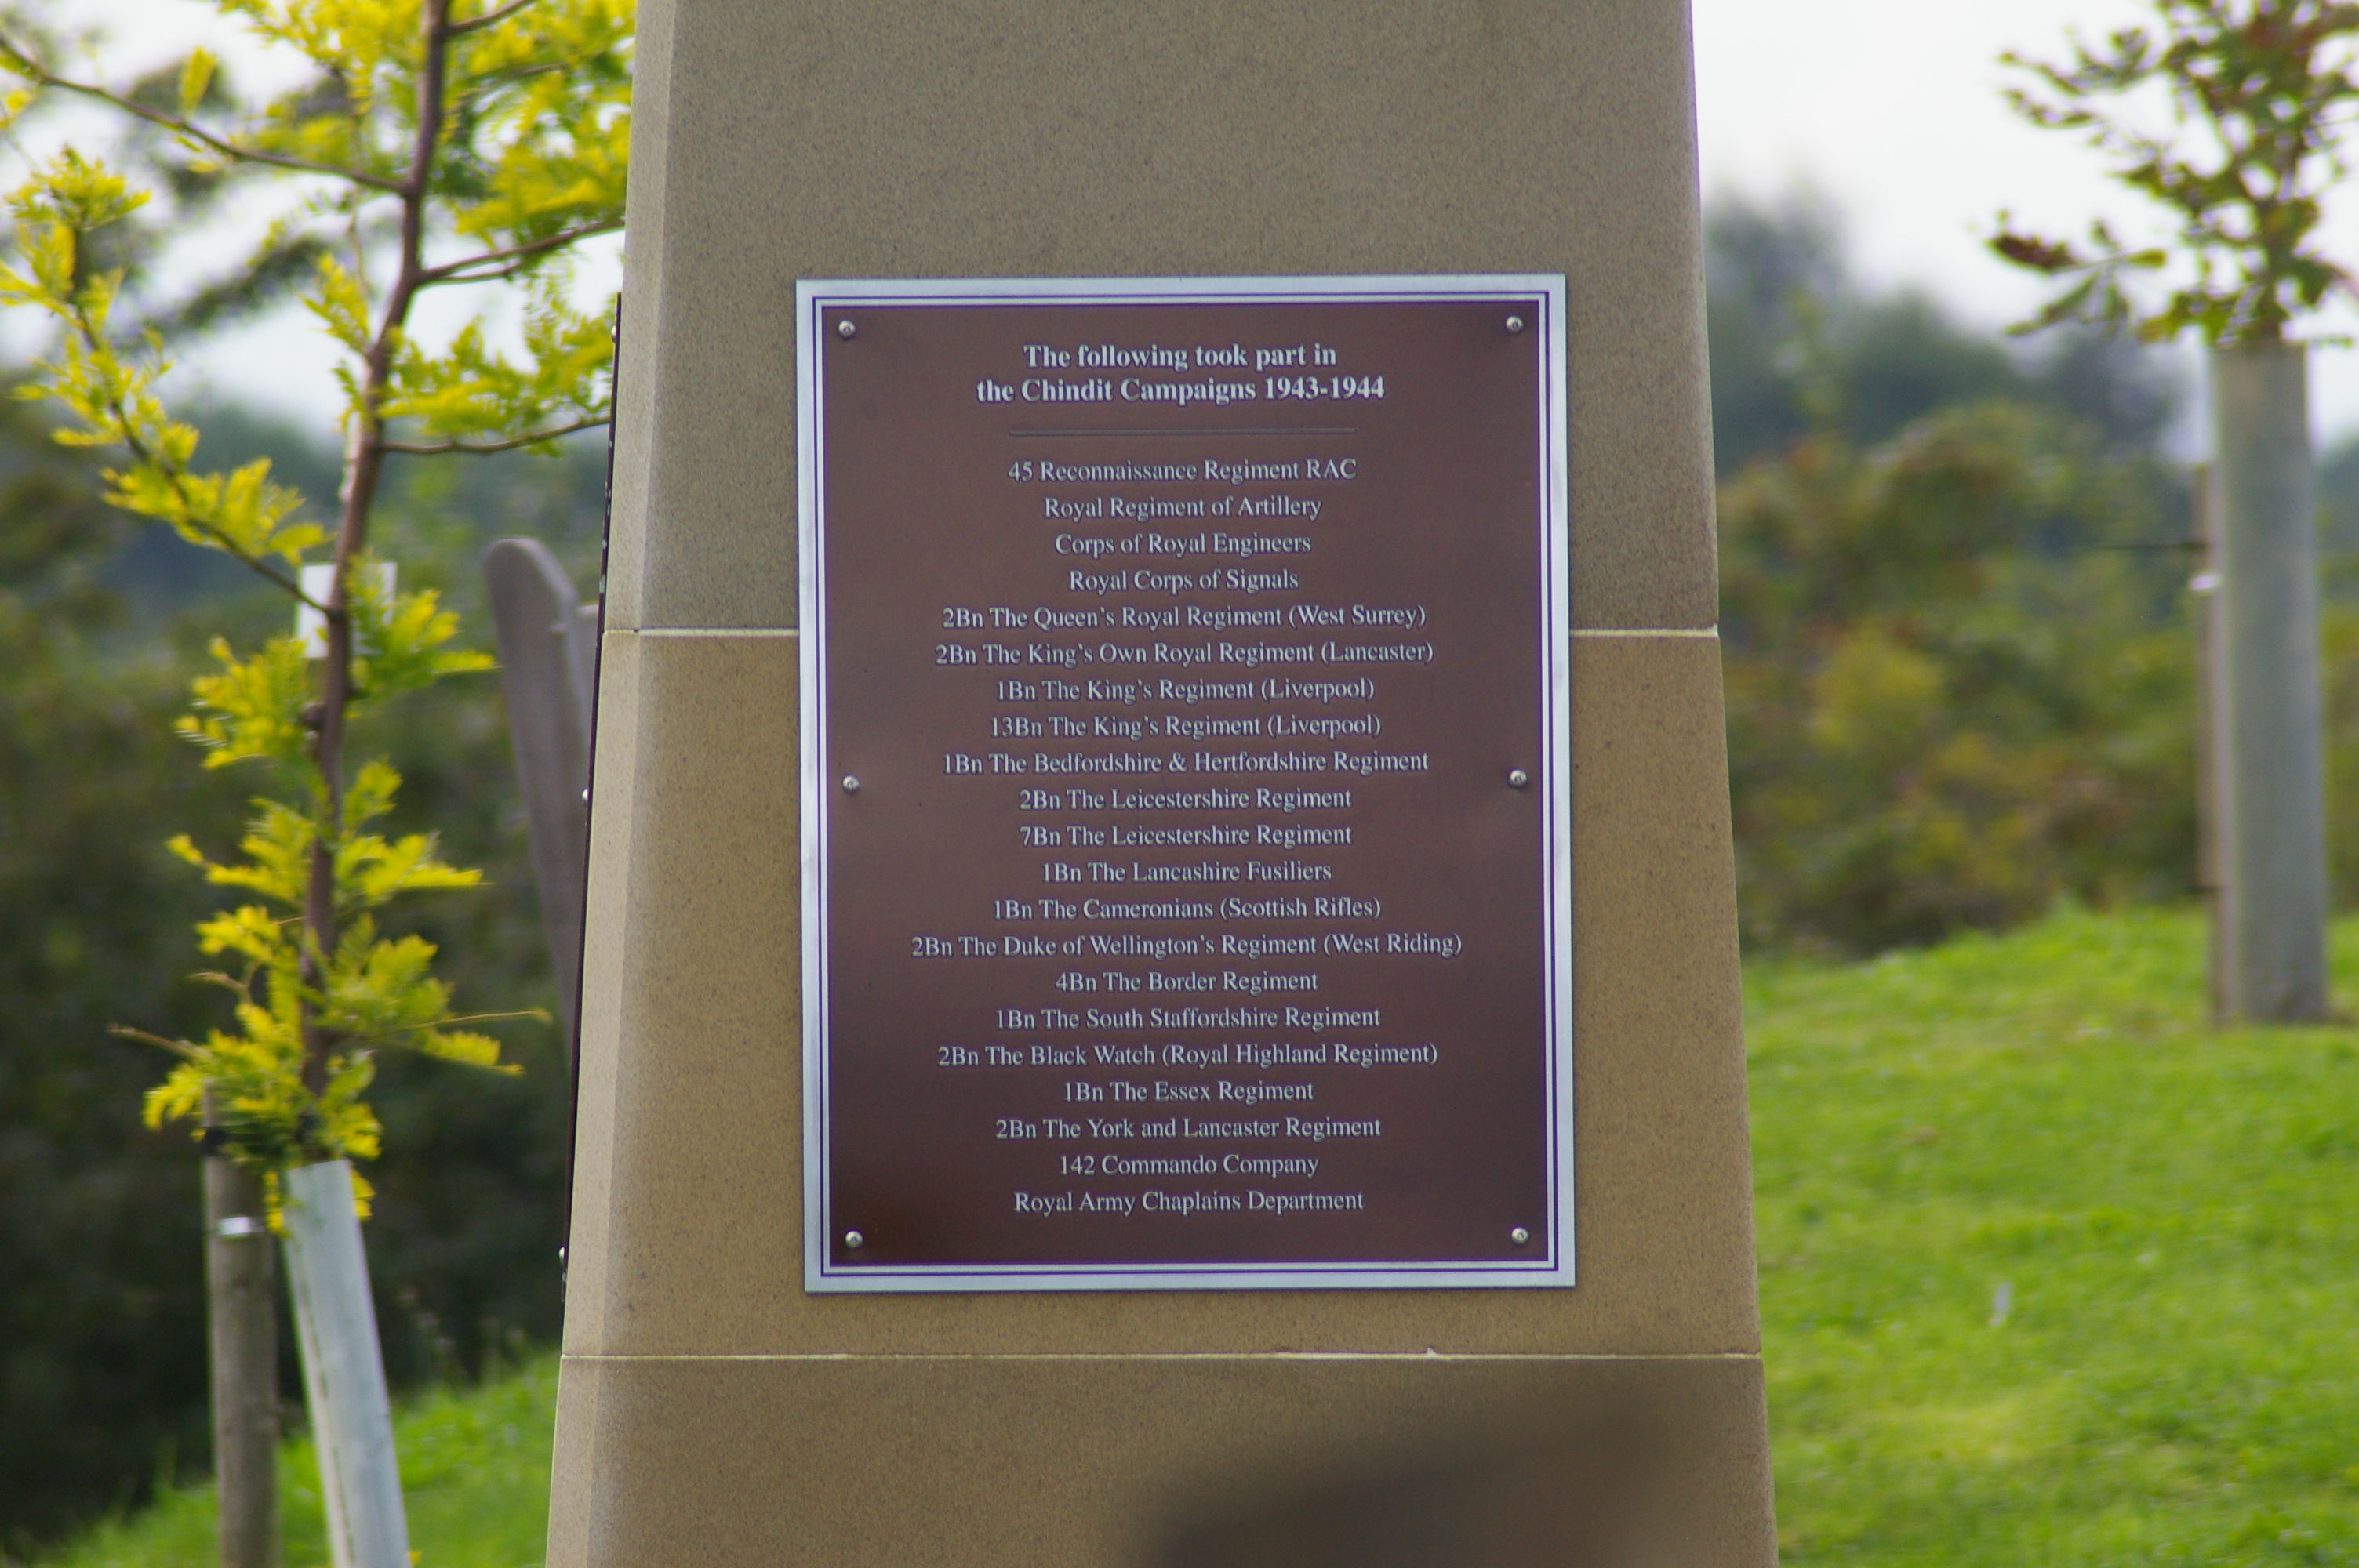 The following took part in
the Chindit Campaigns 1943-1944
45 Reconnaissance Regiment RAC
Royal Regiment of Artillery
Corps of Royal Engineers
Royal Corps of Signals
2Bn The Queen's Royal Regiment (West Surrey)
2Bn The King's Own Royal Regiment (Lancaster)
1Bn The King's Regiment (Liverpool)
13Bn The King's Regiment (Liverpool)
1Bn The Bedfordshire & Hertfordshire Regiment
2Bn The Leicestershire Regiment
7Bn The Leicestershire Regiment
1Bn The Lancashire Fusiliers
1Bn The Cameronians (Scottish Rifles)
2Bn The Duke of Wellington's Regiment (West Riding)
4Bn The Border Regiment
1Bn The South Staffordshire Regiment
2Bn The Black Watch (Royal Highland Regiment)
1Bn The Essex Regiment
2Bn The York and Lancaster Regiment
142 Commando Company
Royal Army Chaplains Department